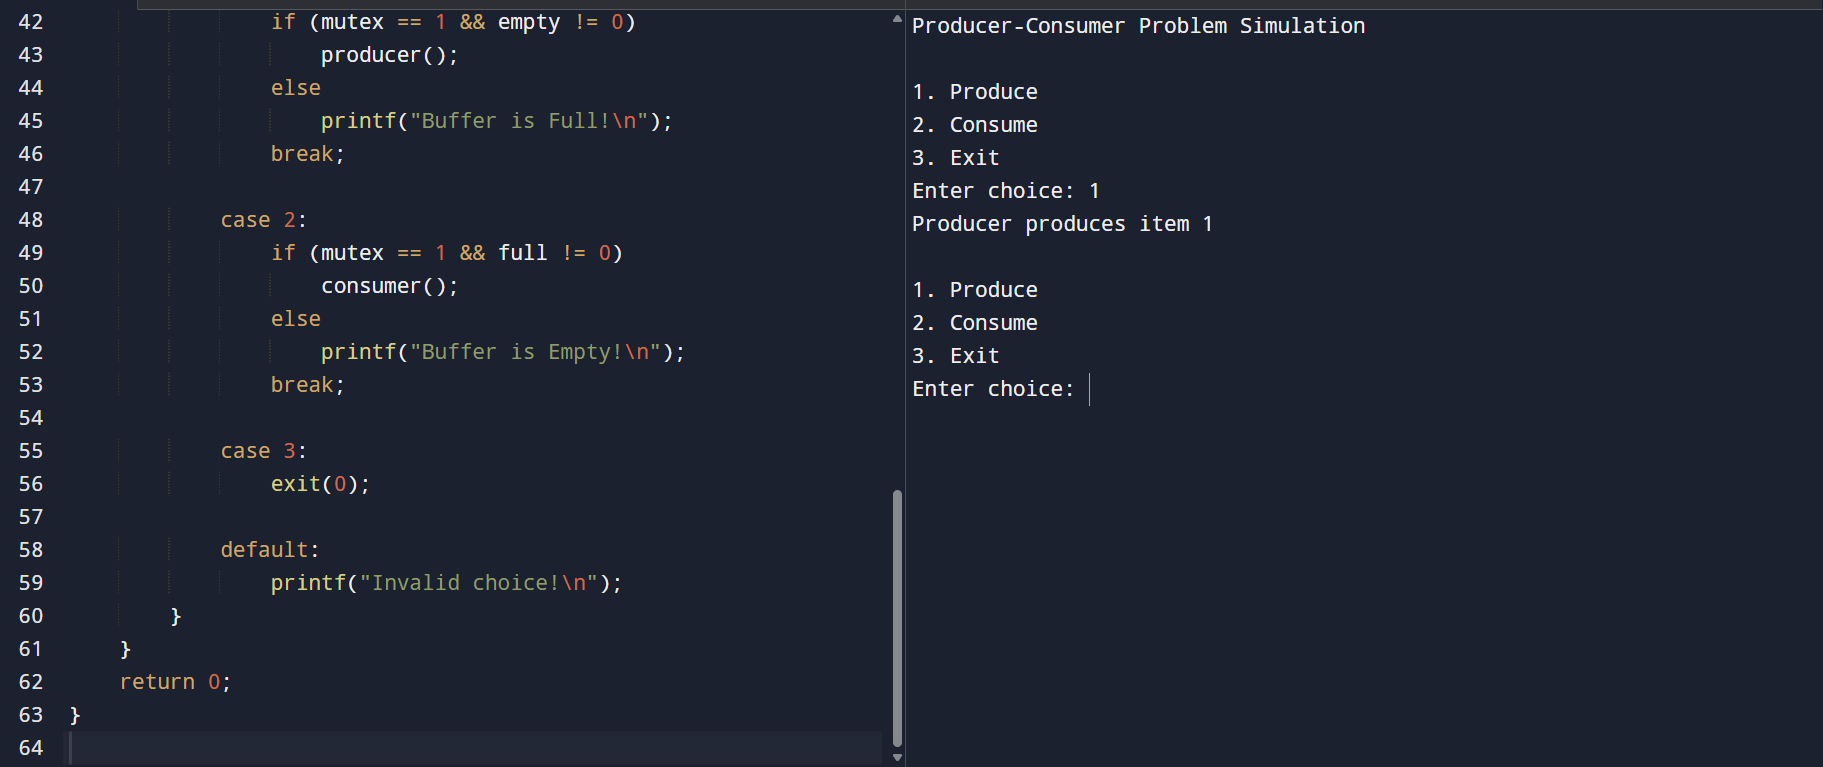 42                 if (mutex == 1 && empty != 0)
43                     producer();
44                 else
45                     printf("Buffer is Full!\n");
46                 break;
47
48             case 2:
49                 if (mutex == 1 && full != 0)
50                     consumer();
51                 else
52                     printf("Buffer is Empty!\n");
53                 break;
54
55             case 3:
56                 exit(0);
57
58             default:
59                 printf("Invalid choice!\n");
60         }
61     }
62     return 0;
63 }
64
Producer-Consumer Problem Simulation

1. Produce
2. Consume
3. Exit
Enter choice: 1
Producer produces item 1

1. Produce
2. Consume
3. Exit
Enter choice: